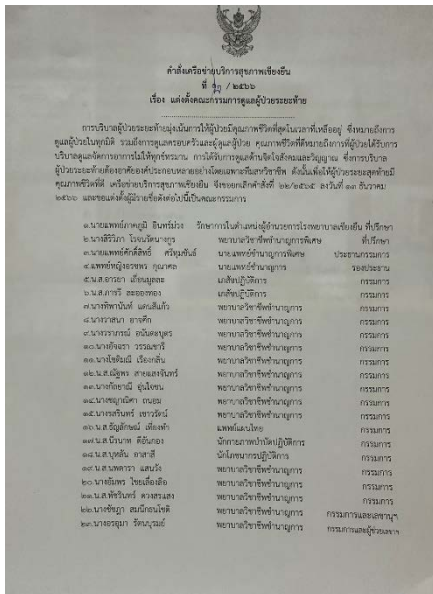 คำสั่งเครือข่ายบริการสุขภาพเชียงยืน
ที่ / ๒๕๖๖
เรื่อง แต่งตั้งคณะกรรมการดูแลผู้ป่วยระยะท้าย
การบริบาลผู้ป่วยระยะท้ายมุ่งเน้นการให้ผู้ป่วยมีคุณภาพชีวิตที่สุดในเวลาที่เหลืออยู่ ซึ่งหมายถึงการ
ดูแลผู้ป่วยในทุกมิติ รวมถึงการดูแลครอบครัวและผู้ดูแลผู้ป่วย คุณภาพชีวิตที่ดีหมายถึงการที่ผู้ป่วยได้รับการ
บริบาลดูแลจัดการอาการไม่ให้ทุกข์ทรมาน การได้รับการดูแลด้านจิตใจสังคมและวิญญาณ ซึ่งการบริบาล
ผู้ป่วยระยะท้ายต้องอาศัยองค์ประกอบหลายอย่างโดยเฉพาะทีมสหวิชาชีพ ดังนั้นเพื่อให้ผู้ป่วยระยะสุดท้ายมี
คุณภาพชีวิตที่ดี เครือข่ายบริการสุขภาพเชียงยืน จึงขอยกเลิกคำสั่งที่ ๖๒/๒๕๖๕ ลงวันที่ ๑๓ ธันวาคม
๒๕๖๖ และขอแต่งตั้งผู้มีรายชื่อดังต่อไปนี้เป็นคณะกรรมการ
๑.นายแพทย์ภาคภูมิ อินทร์ม่วง รักษาการในตำแหน่งผู้อำนวยการโรงพยาบาลเชียงยืน ที่ปรึกษา
๒.นางสิริวิภา โรจนรัตนางกูร พยาบาลวิชาชีพชำนาญการพิเศษ ที่ปรึกษา
๓.นายแพทย์ศักดิ์สิทธิ์ ศรีทุมขันธ์ นายแพทย์ชำนาญการพิเศษ ประธานกรรมการ
๔.แพทย์หญิงอรชพร กุณาศล นายแพทย์ชำนาญการ รองประธาน
๕.น.ส.อารยา เถื่อนมูลละ เภสัชปฏิบัติการ กรรมการ
๖.น.ส.ภารวี ละอองทอง เภสัชปฏิบัติการ กรรมการ
๗.นางทิพานันท์ แดนสีแก้ว พยาบาลวิชาชีพชำนาญการ กรรมการ
๘.นางวาสนา อาจศึก พยาบาลวิชาชีพชำนาญการ กรรมการ
๙.นางวราภรณ์ อนันตะบุตร พยาบาลวิชาชีพชำนาญการ กรรมการ
๑๐.นางอัจฉรา วรรณชารี พยาบาลวิชาชีพชำนาญการ กรรมการ
๑๑.นางโชติมณี เรืองกลิ่น พยาบาลวิชาชีพชำนาญการ กรรมการ
๑๒.น.ส.ณัฐพร สายแสงจันทร์ พยาบาลวิชาชีพชำนาญการ กรรมการ
๑๓.นางกัลยาณี อุ่นใจชน พยาบาลวิชาชีพชำนาญการ กรรมการ
๑๔.นางชญาณิศา ถนอม พยาบาลวิชาชีพชำนาญการ กรรมการ
๑๕.นางรสรินทร์ เชาวรัตน์ พยาบาลวิชาชีพชำนาญการ กรรมการ
๑๖.น.ส.ธัญลักษณ์ เพียงทำ แพทย์แผนไทย กรรมการ
๑๗.น.ส.นีรนาท ดีอันกอง นักกายภาพบำบัดปฏิบัติการ กรรมการ
๑๘.น.ส.บุหลัน อาสาสี นักโภชนากรปฏิบัติการ กรรมการ
๑๙.น.ส.นพดารา แสนวัง พยาบาลวิชาชีพชำนาญการ กรรมการ
๒๐.นางอัมพร ไชยเลื่องลือ พยาบาลวิชาชีพชำนาญการ กรรมการ
๒๑.น.ส.พัชรินทร์ ดวงสรแสง พยาบาลวิชาชีพชำนาญการ กรรมการ
๒๒.นางชัชฎา สมนึกธนโชติ พยาบาลวิชาชีพชำนาญการ กรรมการและเลขานุฯ
๒๓.นางอรอุมา รัตนบุรมย์ พยาบาลวิชาชีพชำนาญการ กรรมการและผู้ช่วยเลขาฯ